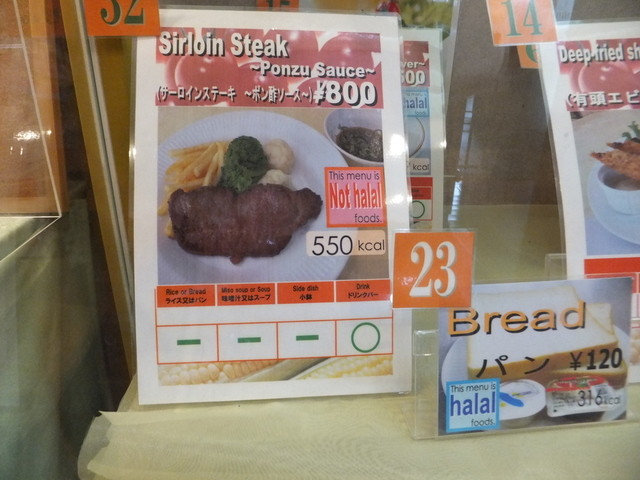 32
14
Sirloin Steak
~Ponzu Sauce~
(サーロインステーキ ~ポン酢ソース~) ¥800
This menu is
Not halal
foods.
550 kcal
Rice or Bread
ライス又はパン
Miso soup or Soup
味噌汁又はスープ
Side dish
小鉢
Drink
ドリンクバー
halal
kcal
23
Deep-fried sh
(有頭エビ
Bread
パン ¥120
This menu is
halal
foods.
316 kcal